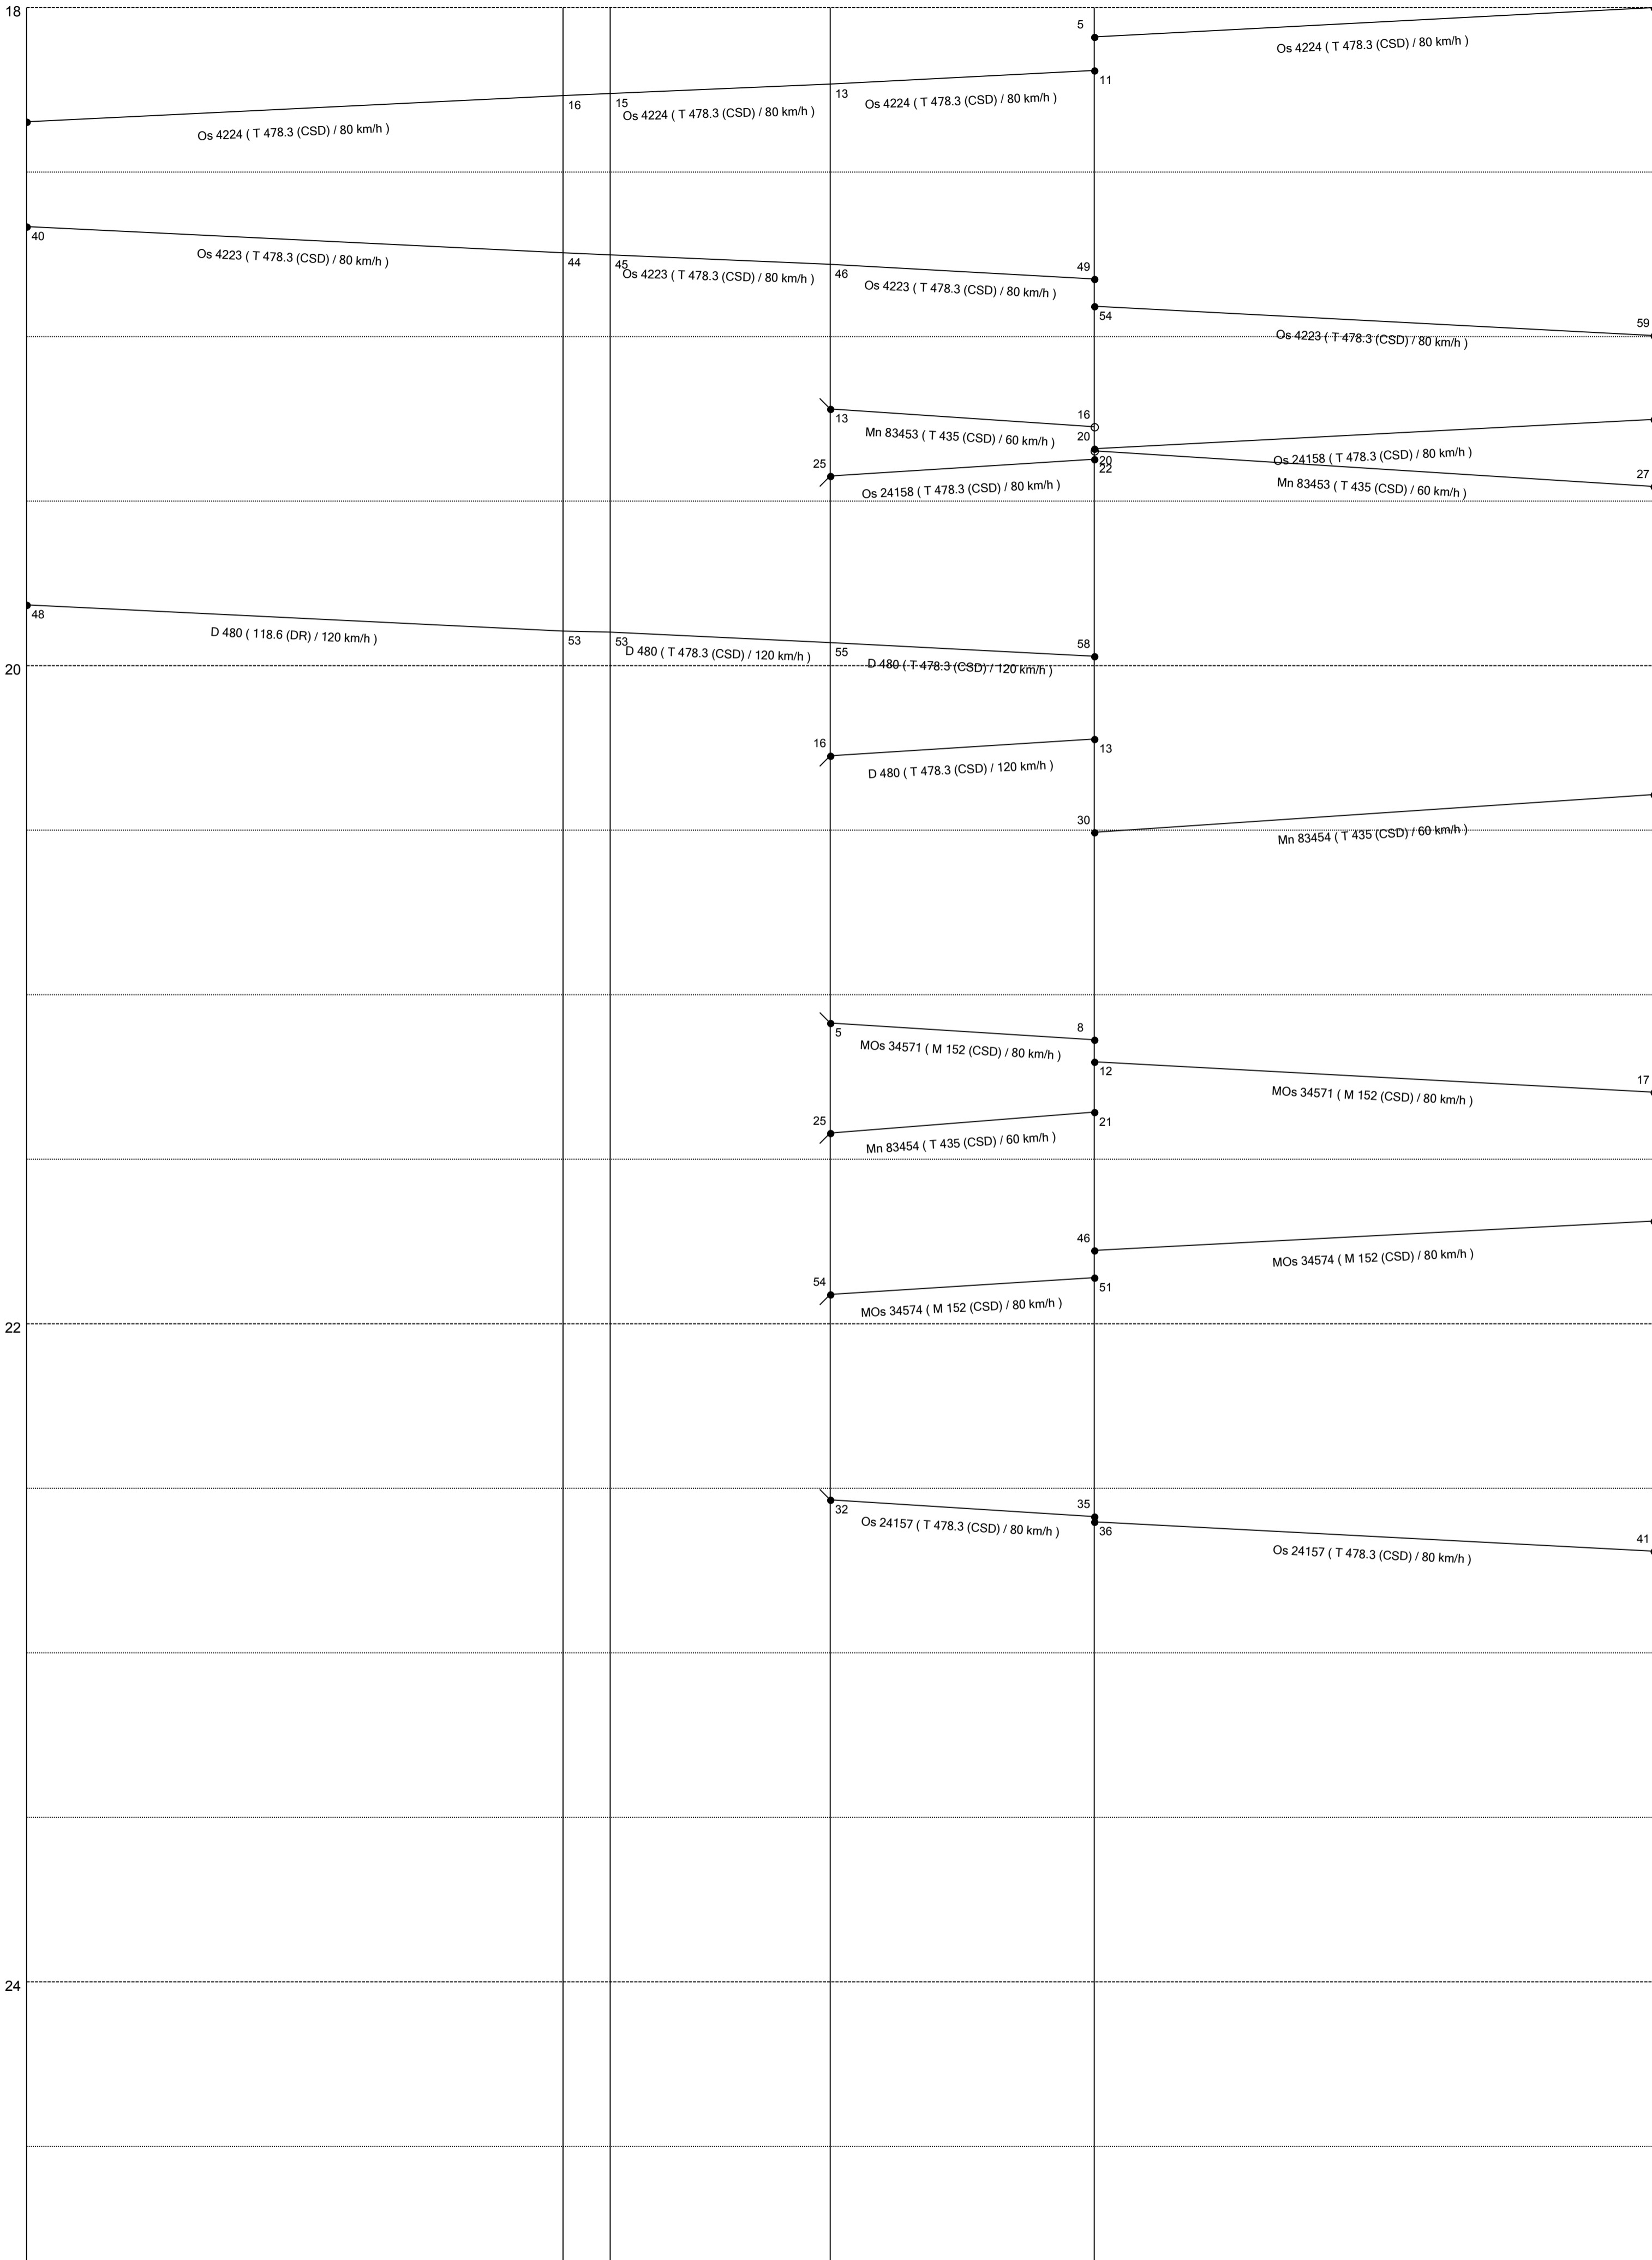 18
5
Os 4224 ( T 478.3 (CSD) / 80 km/h )
11
16
15
13
Os 4224 ( T 478.3 (CSD) / 80 km/h )
Os 4224 ( T 478.3 (CSD) / 80 km/h )
Os 4224 ( T 478.3 (CSD) / 80 km/h )
40
Os 4223 ( T 478.3 (CSD) / 80 km/h )
44
45
Os 4223 ( T 478.3 (CSD) / 80 km/h )
46
Os 4223 ( T 478.3 (CSD) / 80 km/h )
49
54
Os 4223 ( T 478.3 (CSD) / 80 km/h )
59
13
Mn 83453 ( T 435 (CSD) / 60 km/h )
16
20
20
22
Os 24158 ( T 478.3 (CSD) / 80 km/h )
25
Os 24158 ( T 478.3 (CSD) / 80 km/h )
Mn 83453 ( T 435 (CSD) / 60 km/h )
27
48
D 480 ( 118.6 (DR) / 120 km/h )
53
53
D 480 ( T 478.3 (CSD) / 120 km/h )
55
D 480 ( T 478.3 (CSD) / 120 km/h )
58
20
16
D 480 ( T 478.3 (CSD) / 120 km/h )
13
30
Mn 83454 ( T 435 (CSD) / 60 km/h )
5
MOs 34571 ( M 152 (CSD) / 80 km/h )
8
12
MOs 34571 ( M 152 (CSD) / 80 km/h )
17
25
Mn 83454 ( T 435 (CSD) / 60 km/h )
21
46
MOs 34574 ( M 152 (CSD) / 80 km/h )
54
MOs 34574 ( M 152 (CSD) / 80 km/h )
51
22
32
Os 24157 ( T 478.3 (CSD) / 80 km/h )
35
36
Os 24157 ( T 478.3 (CSD) / 80 km/h )
41
24